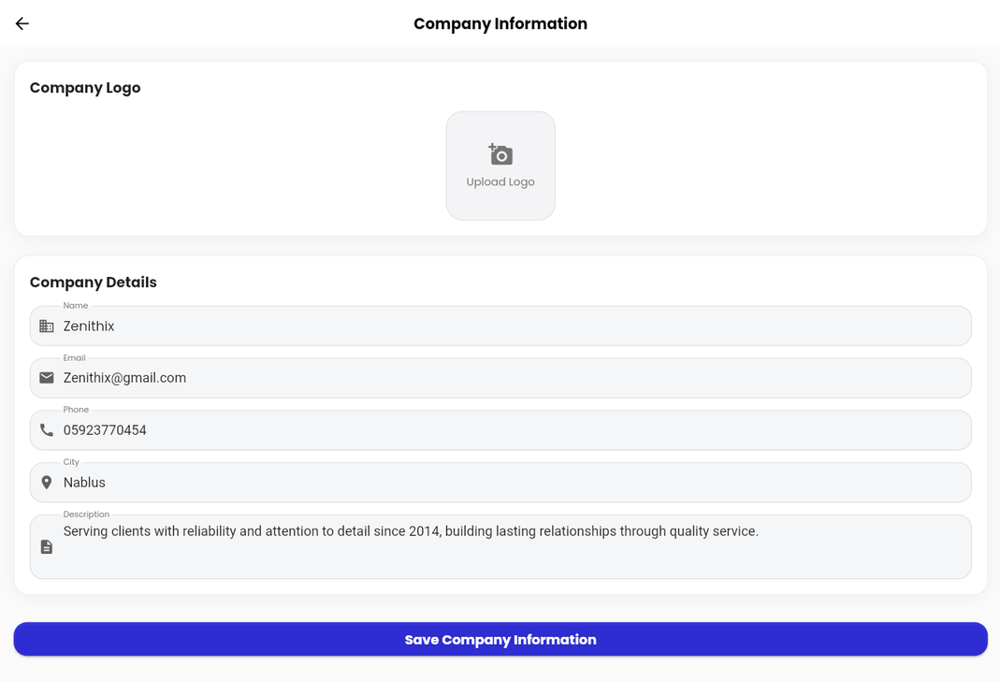 Company Information
Company Logo
Upload Logo
Company Details
Name
Zenithix
Email
Zenithix@gmail.com
Phone
05923770454
City
Nablus
Description
Serving clients with reliability and attention to detail since 2014, building lasting relationships through quality service.
Save Company Information